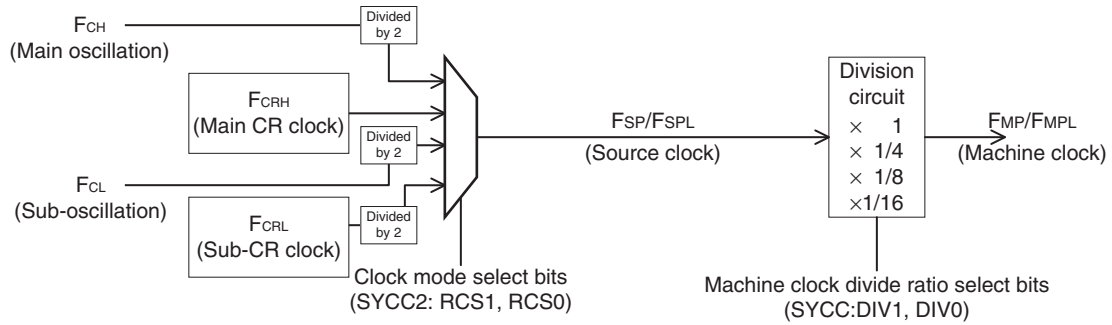 FCH
(Main oscillation)
Divided
by 2
FCRH
(Main CR clock)
Divided
by 2
FCL
(Sub-oscillation)
FCRL
(Sub-CR clock)
Divided
by 2
Clock mode select bits
(SYCC2: RCS1, RCS0)
FSP/FSPL
(Source clock)
Division
circuit
× 1
× 1/4
× 1/8
×1/16
FMP/FMPL
(Machine clock)
Machine clock divide ratio select bits
(SYCC:DIV1, DIV0)